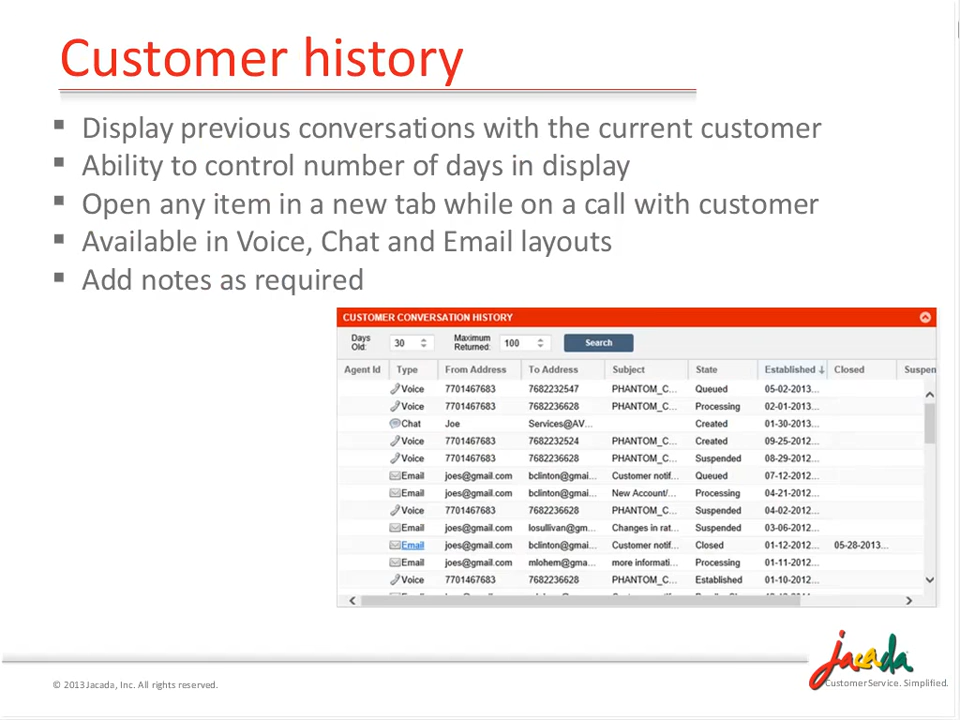 Customer history
▪ Display previous conversations with the current customer
▪ Ability to control number of days in display
▪ Open any item in a new tab while on a call with customer
▪ Available in Voice, Chat and Email layouts
▪ Add notes as required
CUSTOMER CONVERSATION HISTORY
Days Old: 30 Maximum Returned: 100 Search
Agent Id Type From Address To Address Subject State Established ↓ Closed Suspen
Voice 7701467683 7682232547 PHANTOM_C... Queued 05-02-2013...
Voice 7701467683 7682236628 PHANTOM_C... Processing 02-01-2013...
Chat Joe Services@AV... Created 01-30-2013...
Voice 7701467683 7682232524 PHANTOM_C... Created 09-25-2012...
Voice 7701467683 7682236628 PHANTOM_C... Suspended 08-29-2012...
Email joes@gmail.com bclinton@gmai... Customer notif... Queued 07-12-2012...
Email joes@gmail.com bclinton@gmai... New Account/... Processing 04-21-2012...
Voice 7701467683 7682236628 PHANTOM_C... Suspended 04-02-2012...
Email joes@gmail.com losullivan@gm... Changes in rat... Suspended 03-06-2012...
Email joes@gmail.com bclinton@gmai... Customer notif... Closed 01-12-2012... 05-28-2013...
Email joes@gmail.com mlohem@gma... more informati... Processing 01-11-2012...
Voice 7701467683 7682236628 PHANTOM_C... Established 01-10-2012...
jacada
Customer Service. Simplified.
© 2013 Jacada, Inc. All rights reserved.